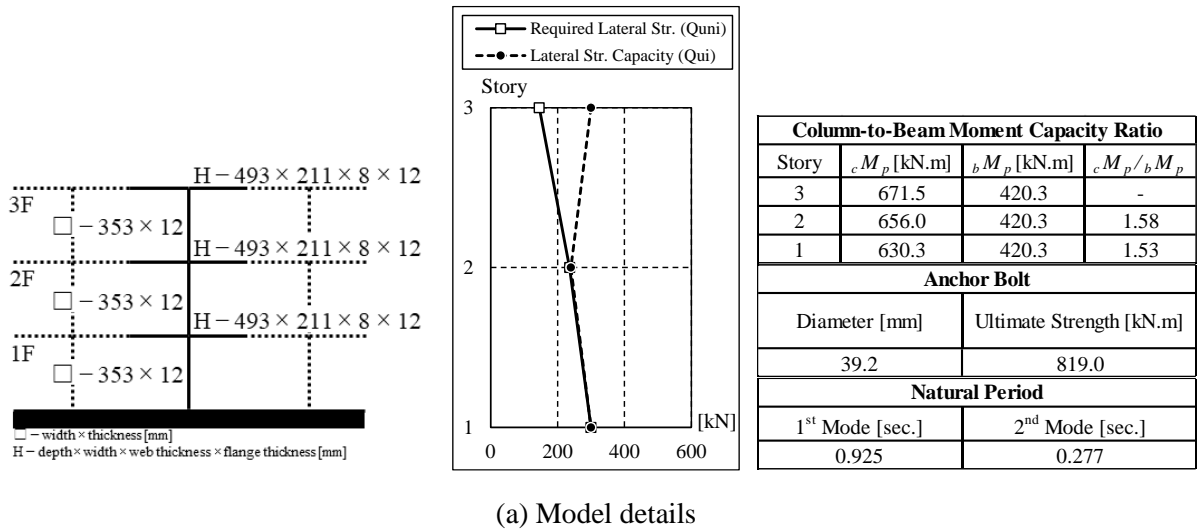 H－493×211×8×12
3F
□－353×12
H－493×211×8×12
2F
□－353×12
H－493×211×8×12
1F
□－353×12
□－width×thickness[mm]
H－depth×width×web thickness×flange thickness[mm]
Required Lateral Str. (Quni)
Lateral Str. Capacity (Qui)
Story
3
2
1
[kN]
0 200 400 600
Column-to-Beam Moment Capacity Ratio
Story cMp [kN.m] bMp [kN.m] cMp/bMp
3 671.5 420.3 -
2 656.0 420.3 1.58
1 630.3 420.3 1.53
Anchor Bolt
Diameter [mm] Ultimate Strength [kN.m]
39.2 819.0
Natural Period
1st Mode [sec.] 2nd Mode [sec.]
0.925 0.277
(a) Model details